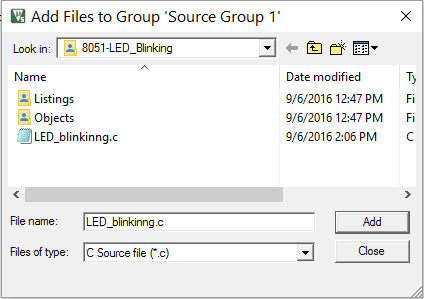 Add Files to Group 'Source Group 1'
Look in: 8051-LED_Blinking
Name Date modified Ty
Listings 9/6/2016 12:47 PM Fi
Objects 9/6/2016 12:47 PM Fi
LED_blinkinng.c 9/6/2016 2:06 PM C
File name: LED_blinkinng.c Add
Files of type: C Source file (*.c) Close